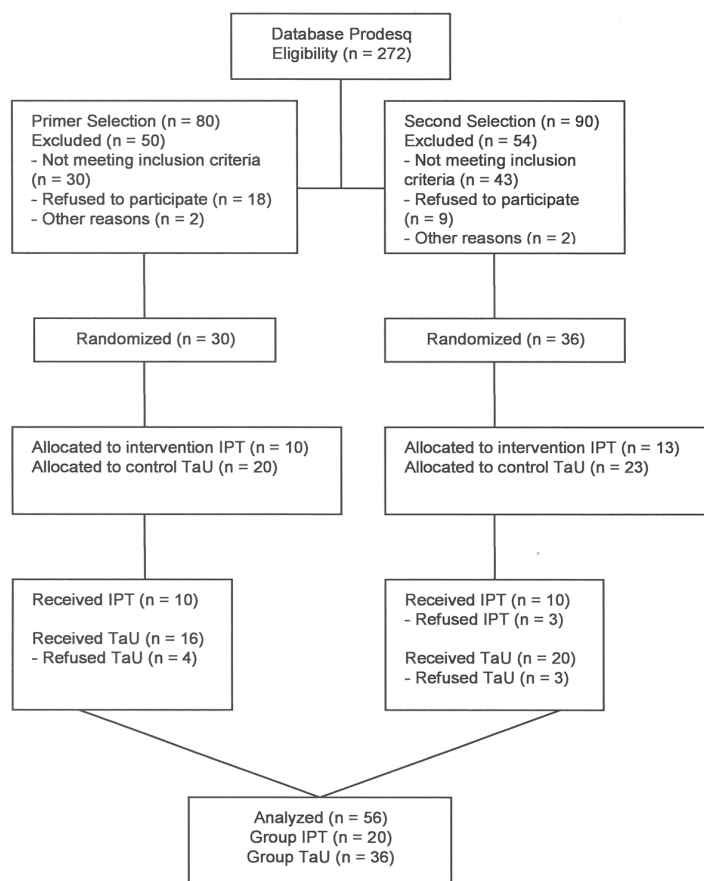 Database Prodesq
Eligibility (n = 272)
Primer Selection (n = 80)
Excluded (n = 50)
- Not meeting inclusion criteria
(n = 30)
- Refused to participate (n = 18)
- Other reasons (n = 2)
Second Selection (n = 90)
Excluded (n = 54)
- Not meeting inclusion
criteria (n = 43)
- Refused to participate
(n = 9)
- Other reasons (n = 2)
Randomized (n = 30)
Randomized (n = 36)
Allocated to intervention IPT (n = 10)
Allocated to control TaU (n = 20)
Allocated to intervention IPT (n = 13)
Allocated to control TaU (n = 23)
Received IPT (n = 10)
Received TaU (n = 16)
- Refused TaU (n = 4)
Received IPT (n = 10)
- Refused IPT (n = 3)
Received TaU (n = 20)
- Refused TaU (n = 3)
Analyzed (n = 56)
Group IPT (n = 20)
Group TaU (n = 36)